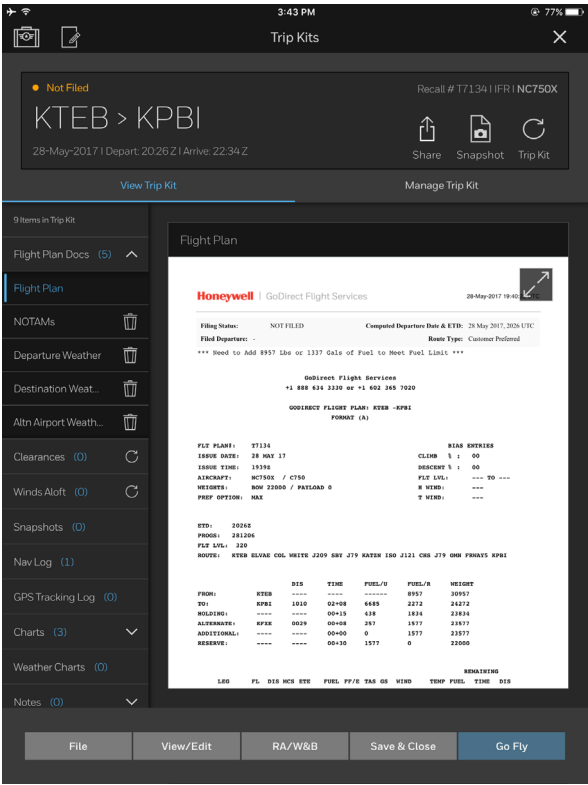 3:43 PM
77%
Trip Kits
Not Filed
Recall # T7134 I IFR I NC750X
KTEB > KPBI
28-May-2017 I Depart: 20:26 Z I Arrive: 22:34 Z
Share Snapshot Trip Kit
View Trip Kit Manage Trip Kit
9 Items in Trip Kit
Flight Plan Docs (5)
Flight Plan
NOTAMs
Departure Weather
Destination Weat...
Altn Airport Weath...
Clearances (0)
Winds Aloft (0)
Snapshots (0)
Nav Log (1)
GPS Tracking Log (0)
Charts (3)
Weather Charts (0)
Notes (0)
Flight Plan
Honeywell | GoDirect Flight Services 28-May-2017 19:40
Filing Status: NOT FILED Computed Departure Date & ETD: 28 May 2017, 2026 UTC
Filed Departure: - Route Type: Customer Preferred
*** Need to Add 8957 Lbs or 1337 Gals of Fuel to Meet Fuel Limit ***
GoDirect Flight Services
+1 888 634 3330 or +1 602 365 7020
GODIRECT FLIGHT PLAN: KTEB -KPBI
FORMAT (A)
FLT PLAN#: T7134 BIAS ENTRIES
ISSUE DATE: 28 MAY 17 CLIMB % : 00
ISSUE TIME: 1939Z DESCENT % : 00
AIRCRAFT: NC750X / C750 FLT LVL: --- TO ---
WEIGHTS: BOW 22000 / PAYLOAD 0 H WIND: ---
PREF OPTION: MAX T WIND: ---
ETD: 2026Z
PROGS: 281206
FLT LVL: 320
ROUTE: KTEB ELVAE COL WHITE J209 SBY J79 KATZN ISO J121 CHS J79 OMN FRWAY5 KPBI
DIS TIME FUEL/U FUEL/R WEIGHT
FROM: KTEB ---- ---- ------ 8957 30957
TO: KPBI 1010 02+08 6685 2272 24272
HOLDING: ---- ---- 00+15 438 1834 23834
ALTERNATE: KF2E 0029 00+08 257 1577 23577
ADDITIONAL: ---- ---- 00+00 0 1577 23577
RESERVE: 00+30 1577 0 22000
REMAINING
LEG FL DIS MCS ETE FUEL FF/E TAS GS WIND TEMP FUEL TIME DIS
File View/Edit RA/W&B Save & Close Go Fly